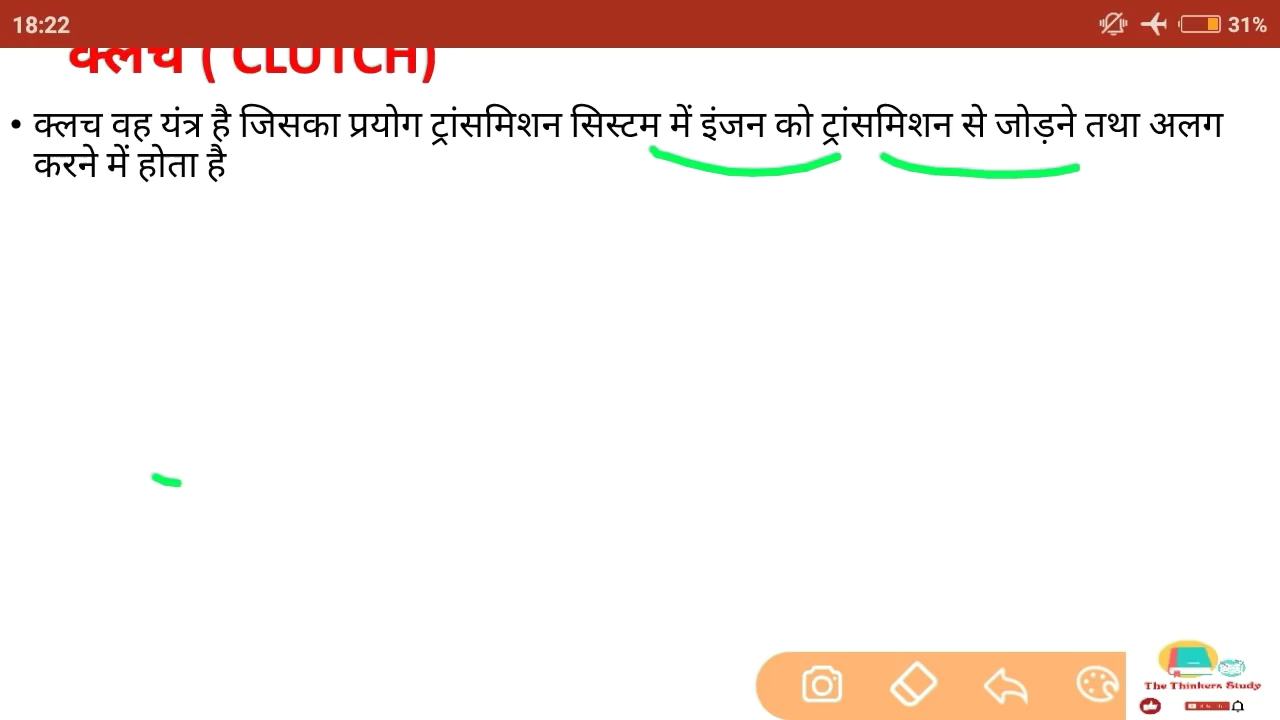 18:22
31%
क्लच ( CLUTCH)
• क्लच वह यंत्र है जिसका प्रयोग ट्रांसमिशन सिस्टम में इंजन को ट्रांसमिशन से जोड़ने तथा अलग
करने में होता है
The Thinkers Study